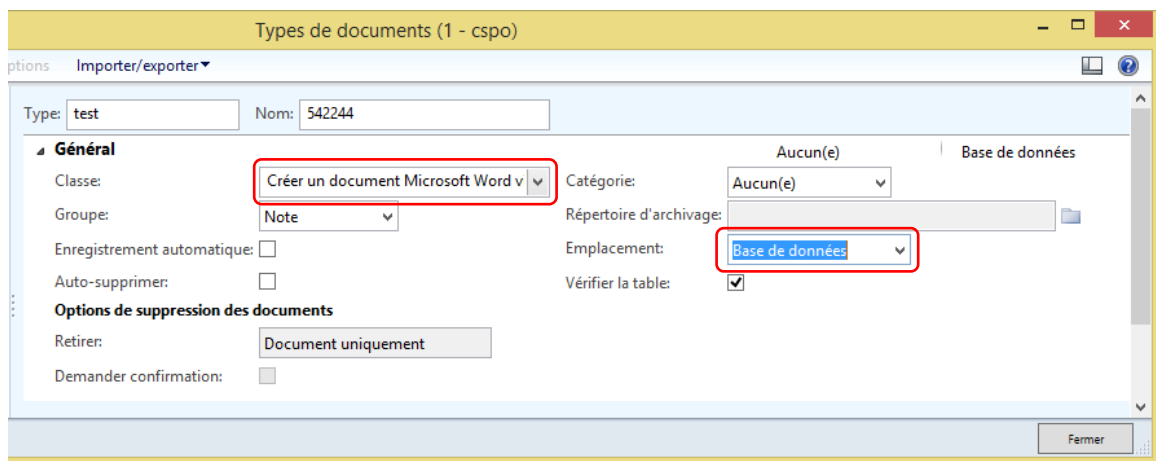 Types de documents (1 - cspo)
ptions Importer/exporter
Type: test Nom: 542244
Général Aucun(e) Base de données
Classe: Créer un document Microsoft Word v Catégorie: Aucun(e)
Groupe: Note Répertoire d'archivage:
Enregistrement automatique: Emplacement: Base de données
Auto-supprimer: Vérifier la table:
Options de suppression des documents
Retirer: Document uniquement
Demander confirmation:
Fermer